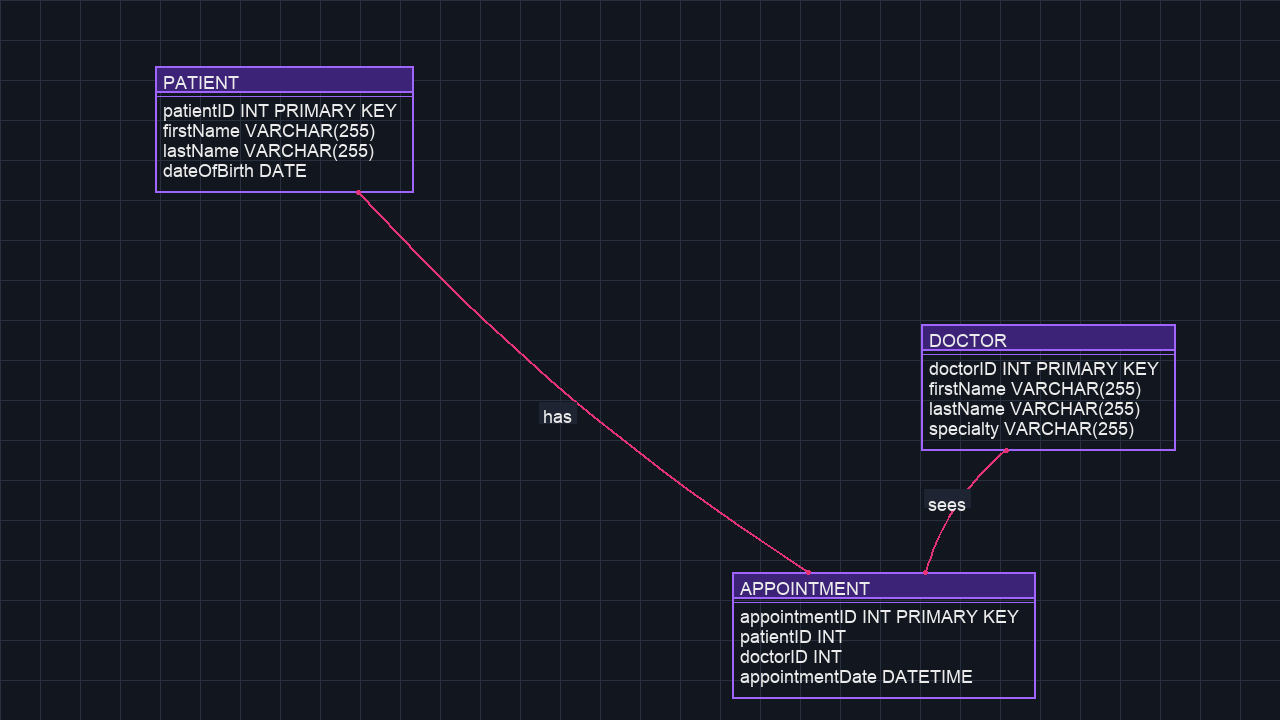 PATIENT
patientID INT PRIMARY KEY
firstName VARCHAR(255)
lastName VARCHAR(255)
dateOfBirth DATE
DOCTOR
doctorID INT PRIMARY KEY
firstName VARCHAR(255)
lastName VARCHAR(255)
specialty VARCHAR(255)
has
sees
APPOINTMENT
appointmentID INT PRIMARY KEY
patientID INT
doctorID INT
appointmentDate DATETIME